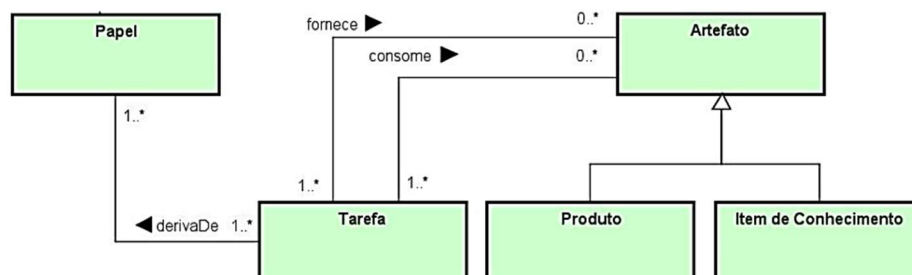 Papel
fornece ▶
0..*
Artefato
consome ▶
0..*
1..*
1..*
1..*
◀ derivaDe 1..*
Tarefa
Produto
Item de Conhecimento